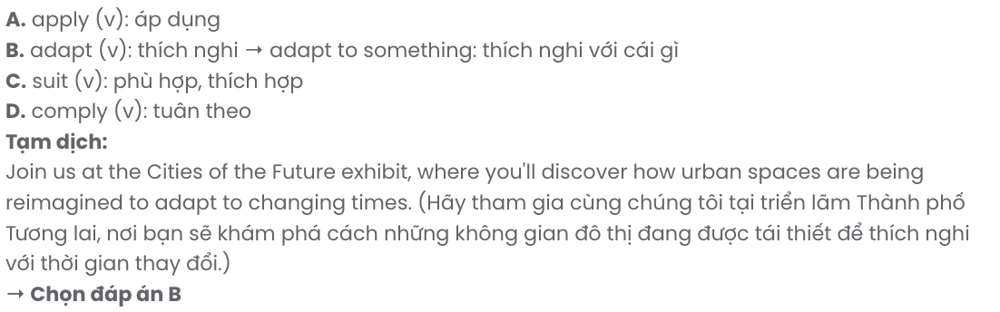 A. apply (v): áp dụng
B. adapt (v): thích nghi → adapt to something: thích nghi với cái gì
C. suit (v): phù hợp, thích hợp
D. comply (v): tuân theo
Tạm dịch:
Join us at the Cities of the Future exhibit, where you'll discover how urban spaces are being
reimagined to adapt to changing times. (Hãy tham gia cùng chúng tôi tại triển lãm Thành phố
Tương lai, nơi bạn sẽ khám phá cách những không gian đô thị đang được tái thiết để thích nghi
với thời gian thay đổi.)
→ Chọn đáp án B